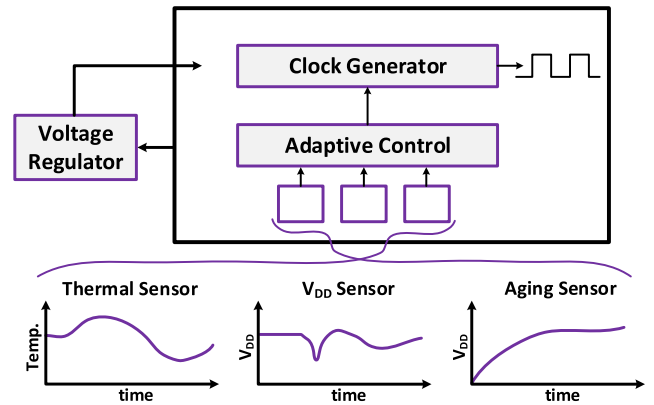 Clock Generator
Voltage
Regulator
Adaptive Control
Thermal Sensor
VDD Sensor
Aging Sensor
Temp.
VDD
VDD
time
time
time